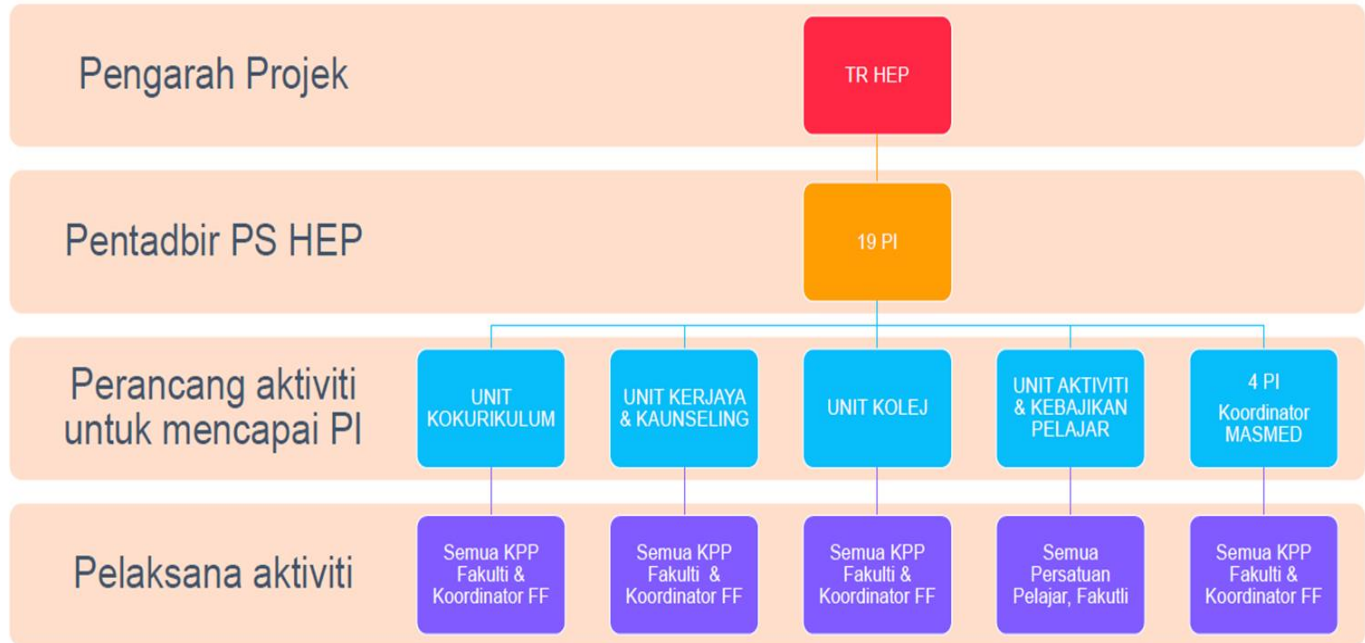 Pengarah Projek
TR HEP
Pentadbir PS HEP
19 PI
Perancang aktiviti
untuk mencapai PI
UNIT
KOKURIKULUM
UNIT KERJAYA
& KAUNSELING
UNIT KOLEJ
UNIT AKTIVITI
& KEBAJIKAN
PELAJAR
4 PI
Koordinator
MASMED
Pelaksana aktiviti
Semua KPP
Fakulti &
Koordinator FF
Semua KPP
Fakulti &
Koordinator FF
Semua KPP
Fakulti &
Koordinator FF
Semua
Persatuan
Pelajar, Fakutli
Semua KPP
Fakulti &
Koordinator FF